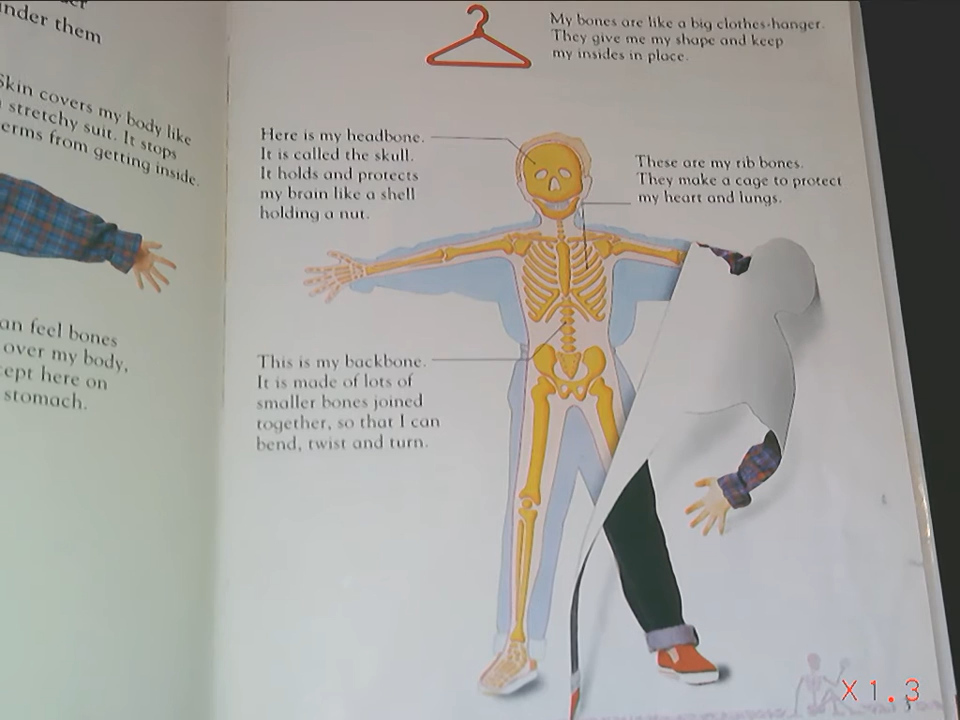 under them
Skin covers my body like
stretchy suit. It stops
erms from getting inside.
an feel bones
over my body,
ept here on
stomach.
My bones are like a big clothes-hanger.
They give me my shape and keep
my insides in place.
Here is my headbone.
It is called the skull.
It holds and protects
my brain like a shell
holding a nut.
These are my rib bones.
They make a cage to protect
my heart and lungs.
This is my backbone.
It is made of lots of
smaller bones joined
together, so that I can
bend, twist and turn.
X1.3